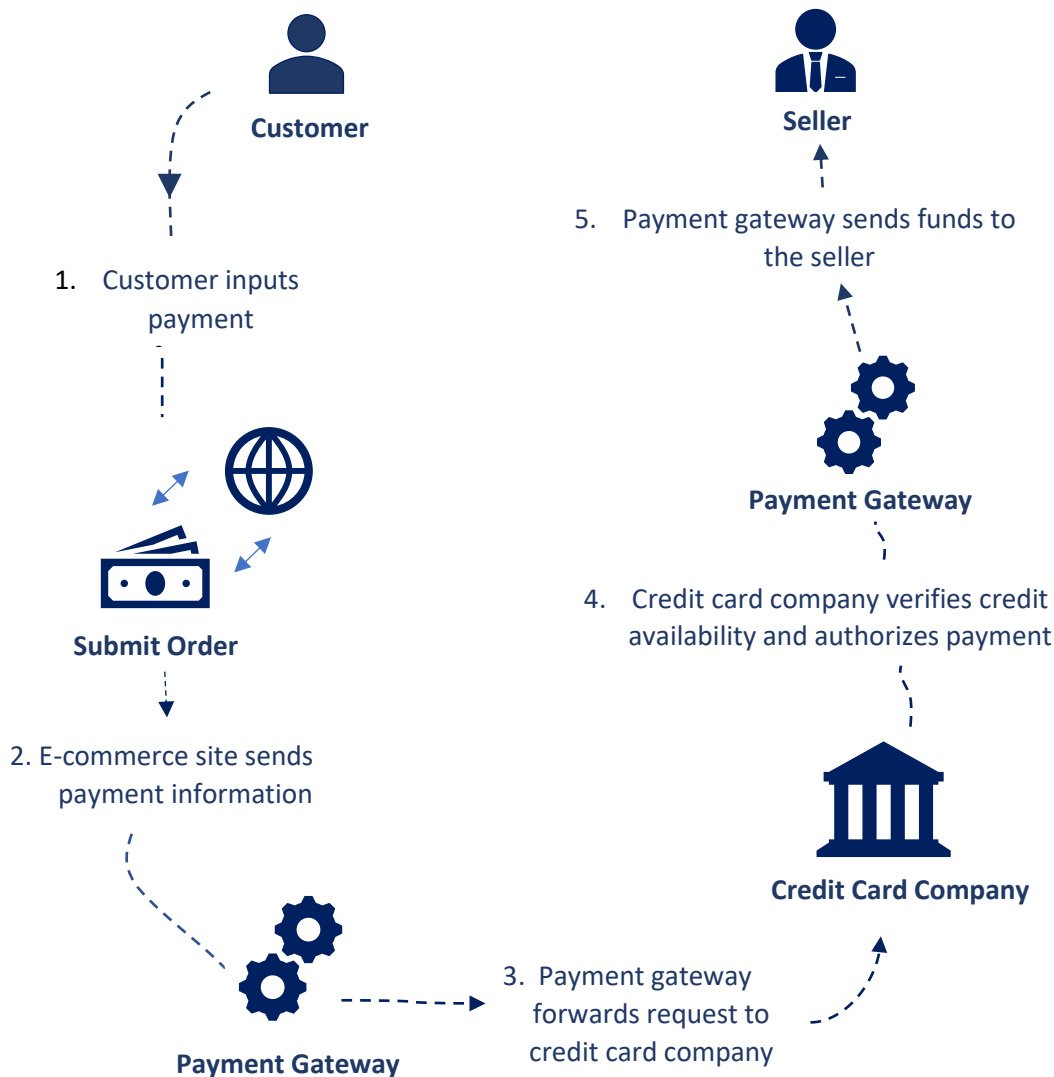 Customer
1. Customer inputs
payment
Submit Order
2. E-commerce site sends
payment information
Payment Gateway
3. Payment gateway
forwards request to
credit card company
Credit Card Company
4. Credit card company verifies credit
availability and authorizes payment
Payment Gateway
5. Payment gateway sends funds to
the seller
Seller